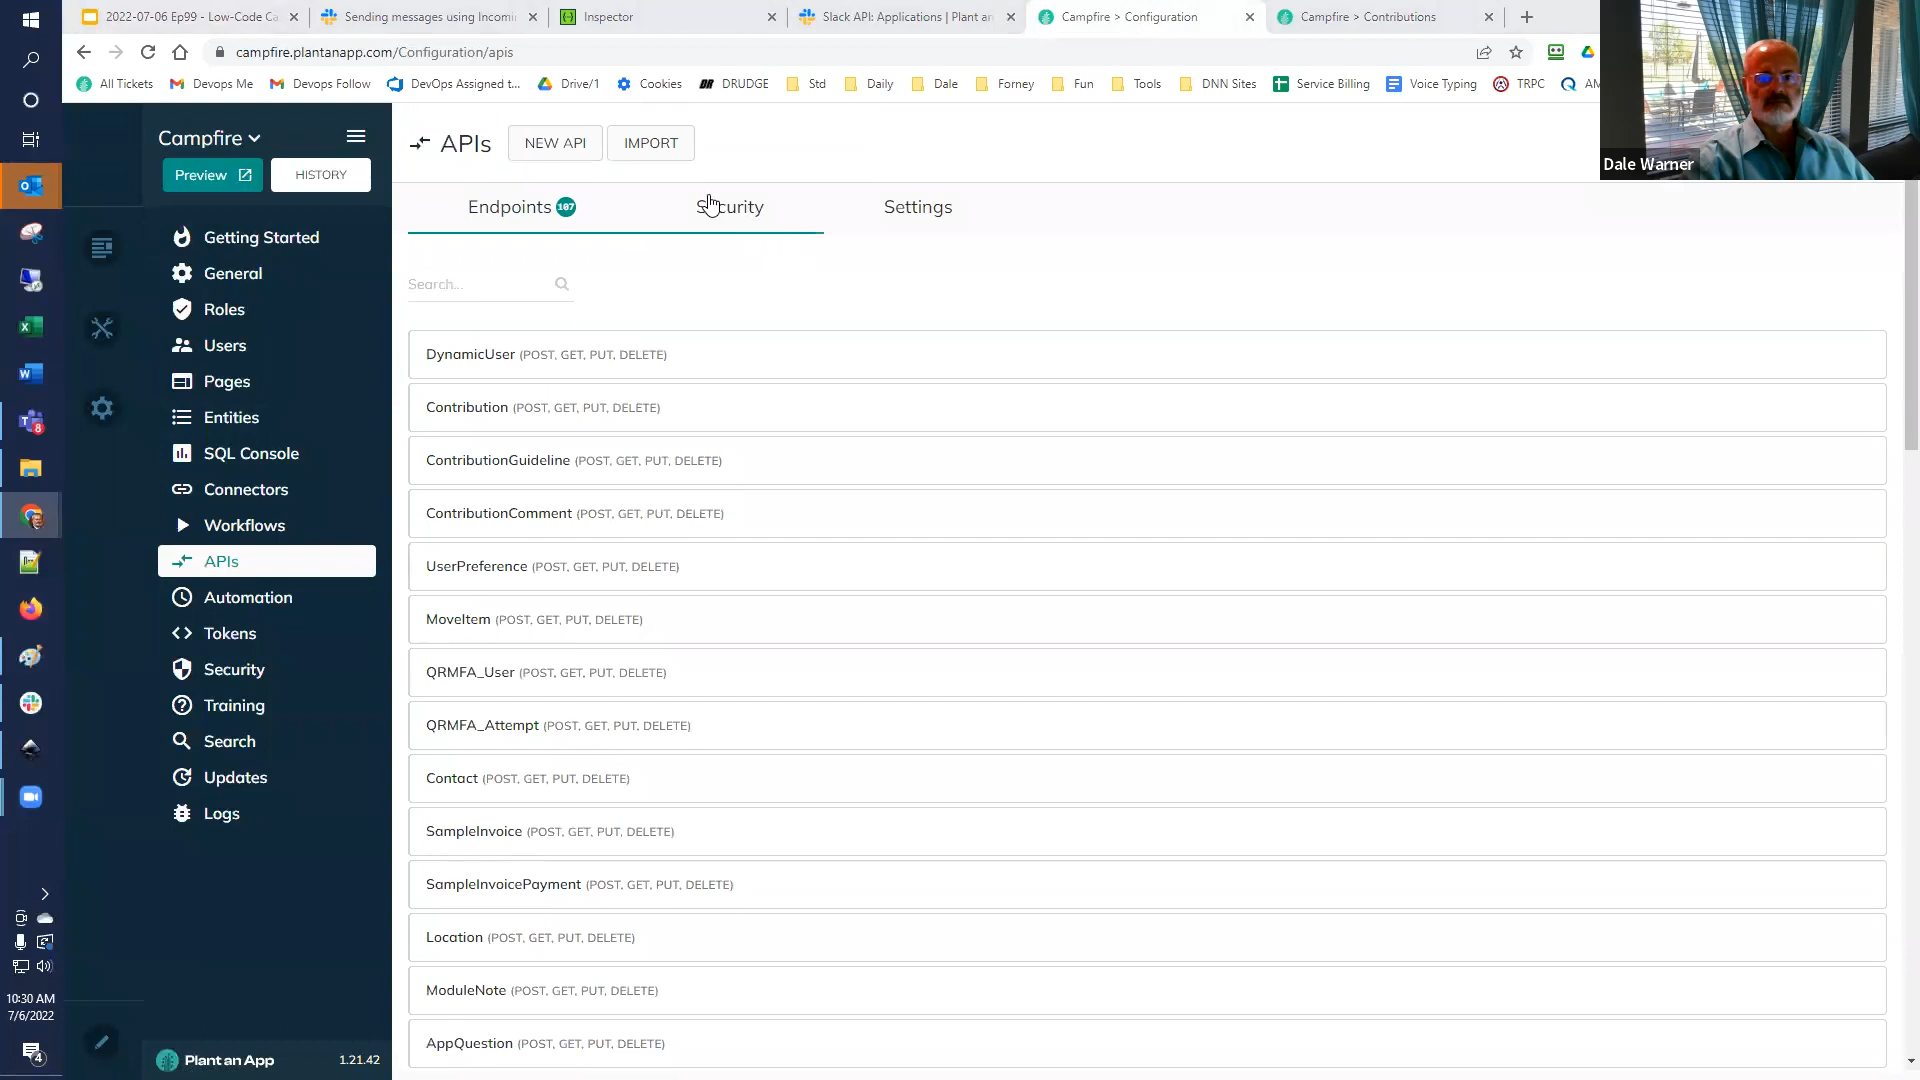 2022-07-06 Ep99 - Low-Code Ca
Sending messages using Incomi
Inspector
Slack API: Applications | Plant an
Campfire > Configuration
Campfire > Contributions
campfire.plantanapp.com/Configuration/apis
All Tickets
Devops Me
Devops Follow
DevOps Assigned t...
Drive/1
Cookies
DRUDGE
Std
Daily
Dale
Forney
Fun
Tools
DNN Sites
Service Billing
Voice Typing
TRPC
AM
Dale Warner
Campfire
Preview
HISTORY
Getting Started
General
Roles
Users
Pages
Entities
SQL Console
Connectors
Workflows
APIs
Automation
Tokens
Security
Training
Search
Updates
Logs
Plant an App
1.21.42
APIs
NEW API
IMPORT
Endpoints 107
Security
Settings
Search...
DynamicUser (POST, GET, PUT, DELETE)
Contribution (POST, GET, PUT, DELETE)
ContributionGuideline (POST, GET, PUT, DELETE)
ContributionComment (POST, GET, PUT, DELETE)
UserPreference (POST, GET, PUT, DELETE)
MoveItem (POST, GET, PUT, DELETE)
QRMFA_User (POST, GET, PUT, DELETE)
QRMFA_Attempt (POST, GET, PUT, DELETE)
Contact (POST, GET, PUT, DELETE)
SampleInvoice (POST, GET, PUT, DELETE)
SampleInvoicePayment (POST, GET, PUT, DELETE)
Location (POST, GET, PUT, DELETE)
ModuleNote (POST, GET, PUT, DELETE)
AppQuestion (POST, GET, PUT, DELETE)
8
10:30 AM
7/6/2022
4